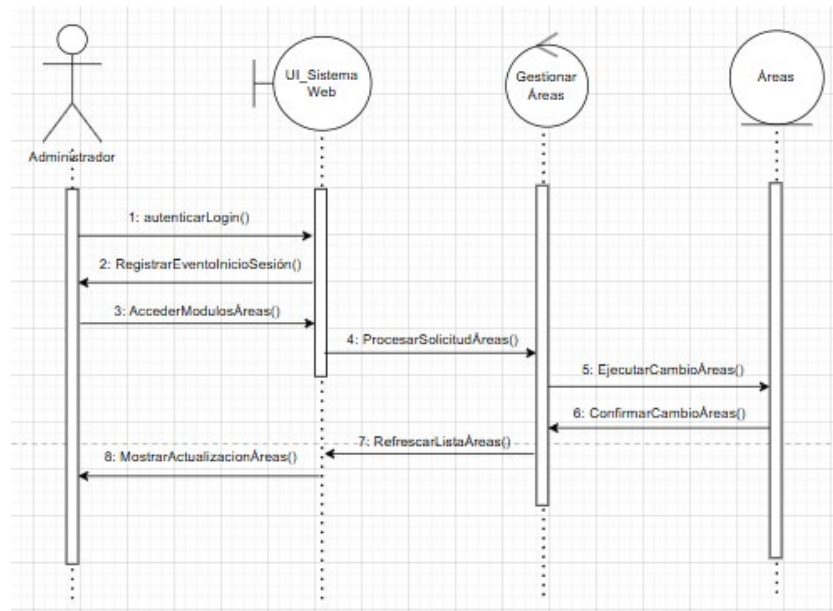 UI_Sistema
Web
Gestionar
Áreas
Áreas
Administrador
1: autenticarLogin()
2: RegistrarEventoInicioSesión()
3: AccederModulosÁreas()
4: ProcesarSolicitudÁreas()
5: EjecutarCambioÁreas()
6: ConfirmarCambioÁreas()
7: RefrescarListaÁreas()
8: MostrarActualizacionÁreas()